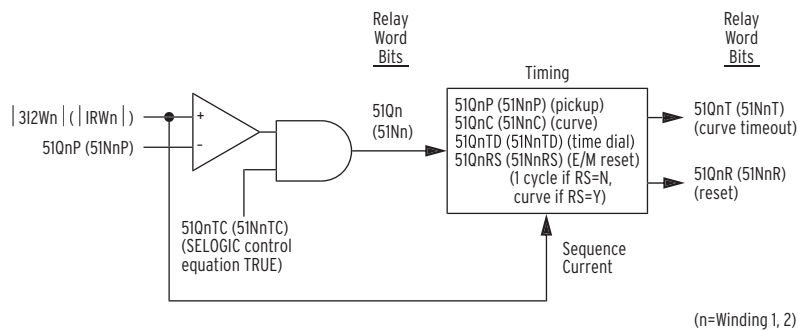 Relay
Word
Bits
Relay
Word
Bits
Timing
|3I2Wn|(|IRWn|)
+
51QnP (51NnP)
-
51Qn
(51Nn)
51QnP (51NnP) (pickup)
51QnC (51NnC) (curve)
51QnTD (51NnTD) (time dial)
51QnRS (51NnRS) (E/M reset)
(1 cycle if RS=N,
curve if RS=Y)
51QnT (51NnT)
(curve timeout)
51QnR (51NnR)
(reset)
51QnTC (51NnTC)
(SELOGIC control
equation TRUE)
Sequence
Current
(n=Winding 1, 2)